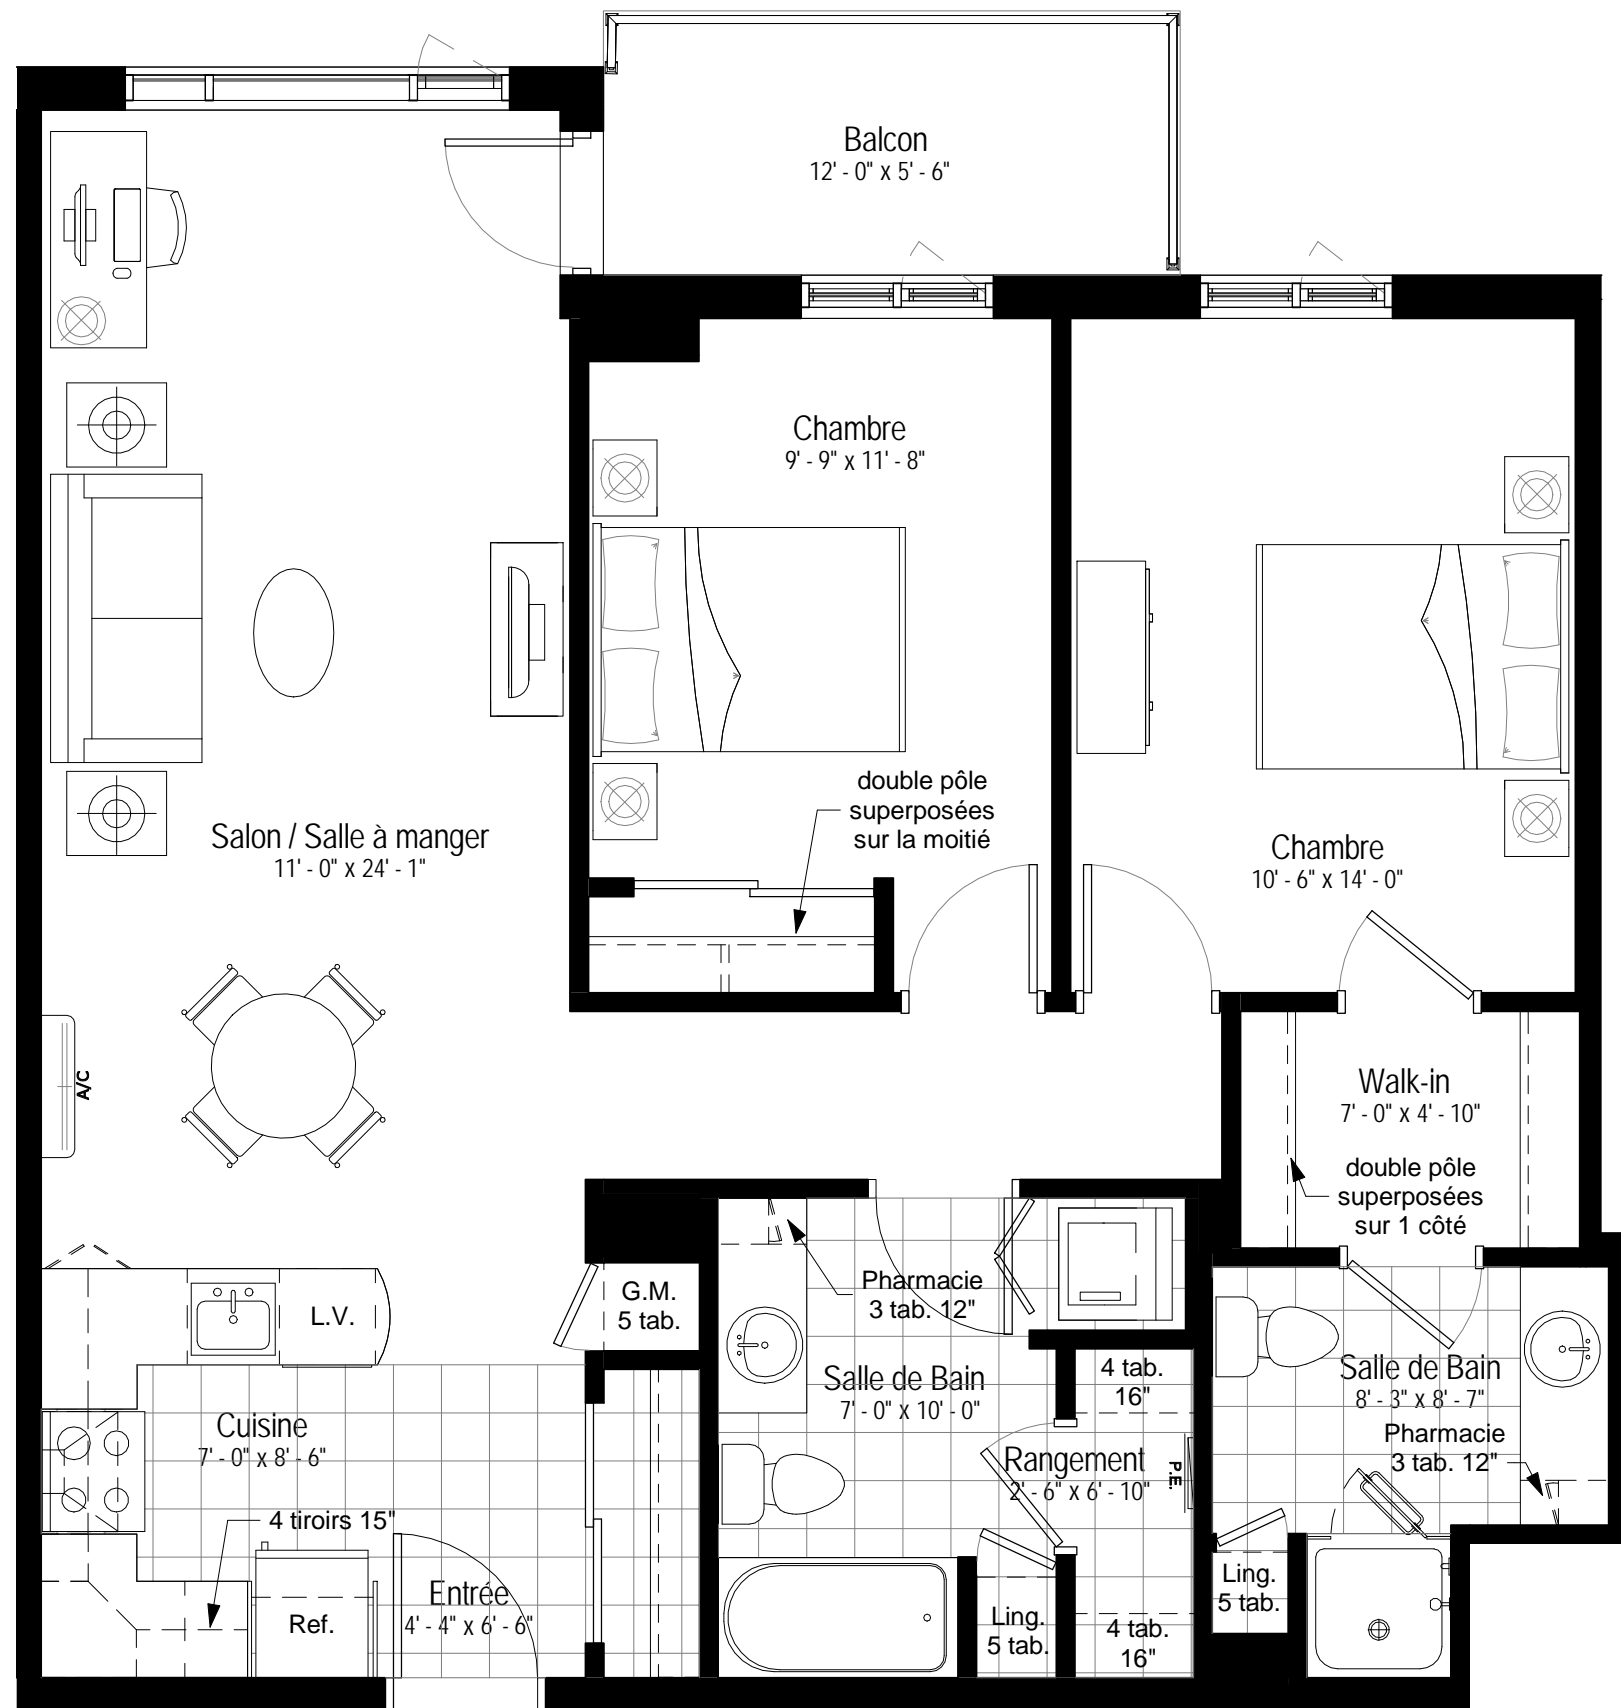 Balcon
12' - 0" x 5' - 6"
Chambre
9' - 9" x 11' - 8"
double pôle
superposées
sur la moitié
Salon / Salle à manger
11' - 0" x 24' - 1"
Chambre
10' - 6" x 14' - 0"
A/C
Walk-in
7' - 0" x 4' - 10"
double pôle
superposées
sur 1 côté
G.M.
5 tab.
L.V.
Pharmacie
3 tab. 12"
Salle de Bain
7' - 0" x 10' - 0"
4 tab.
16"
Salle de Bain
8' - 3" x 8' - 7"
Pharmacie
3 tab. 12"
Cuisine
7' - 0" x 8' - 6"
Rangement
2' - 6" x 6' - 10"
P.E.
4 tiroirs 15"
Entrée
4' - 4" x 6' - 6"
Ref.
Ling.
5 tab.
4 tab.
16"
Ling.
5 tab.